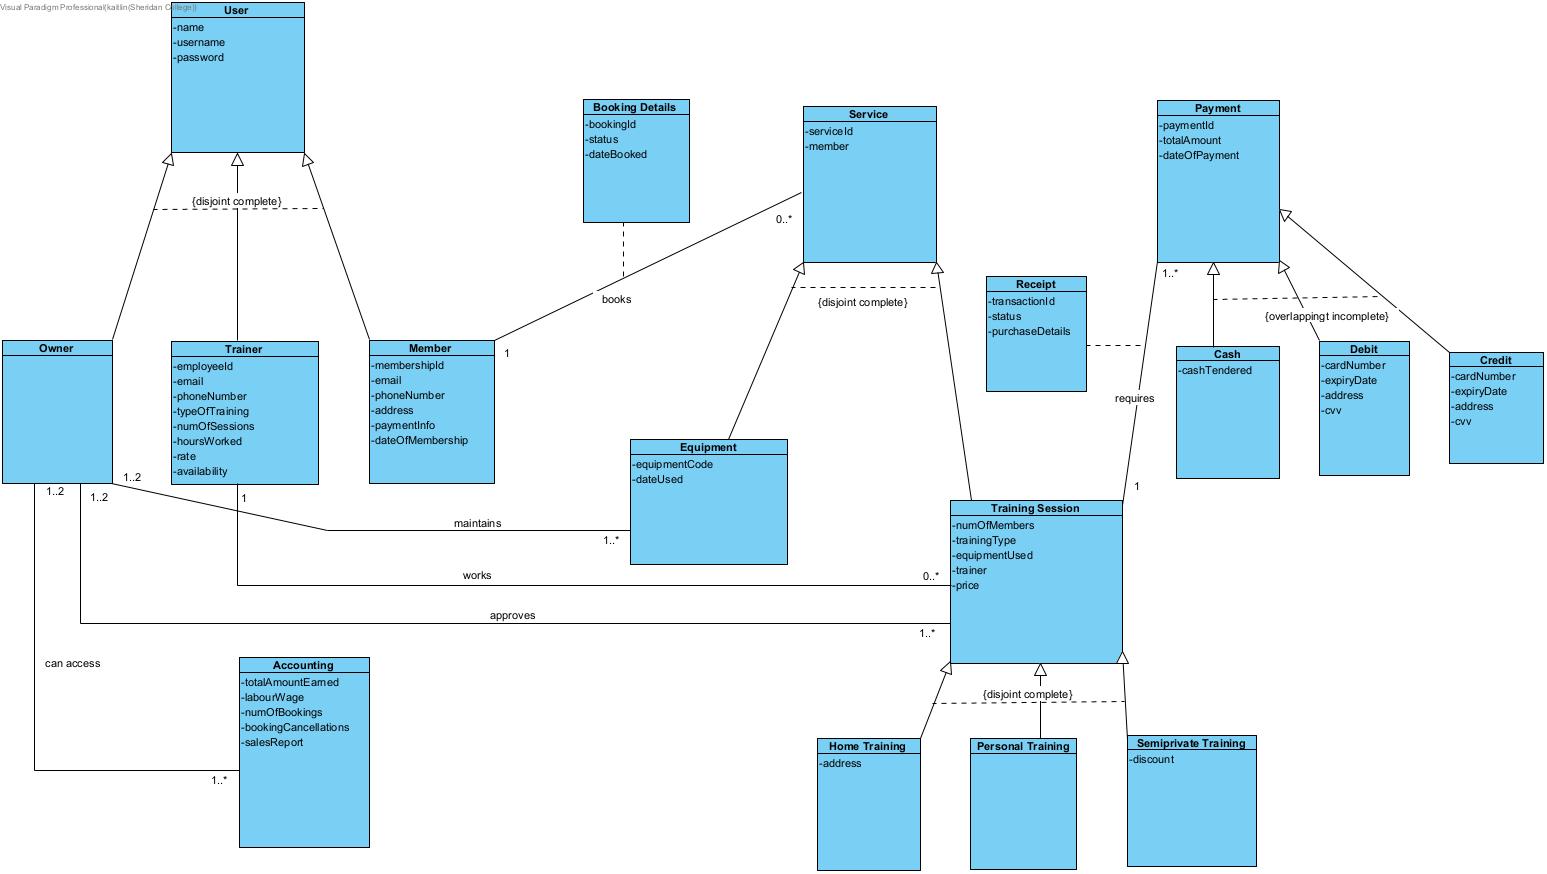 Visual Paradigm Professional(kaitlin(Sheridan College))
User
-name
-username
-password
{disjoint complete}
Booking Details
-bookingId
-status
-dateBooked
Service
-serviceId
-member
0..*
books
1
{disjoint complete}
Payment
-paymentId
-totalAmount
-dateOfPayment
1..*
{overlappingt incomplete}
Receipt
-transactionId
-status
-purchaseDetails
requires
1
Cash
-cashTendered
Debit
-cardNumber
-expiryDate
-address
-cvv
Credit
-cardNumber
-expiryDate
-address
-cvv
Owner
Trainer
-employeeId
-email
-phoneNumber
-typeOfTraining
-numOfSessions
-hoursWorked
-rate
-availability
Member
-membershipId
-email
-phoneNumber
-address
-paymentInfo
-dateOfMembership
Equipment
-equipmentCode
-dateUsed
1..2
1..2
1..2
1
maintains
1..*
Training Session
-numOfMembers
-trainingType
-equipmentUsed
-trainer
-price
works
0..*
approves
1..*
can access
1..*
Accounting
-totalAmountEarned
-labourWage
-numOfBookings
-bookingCancellations
-salesReport
{disjoint complete}
Home Training
-address
Personal Training
Semiprivate Training
-discount